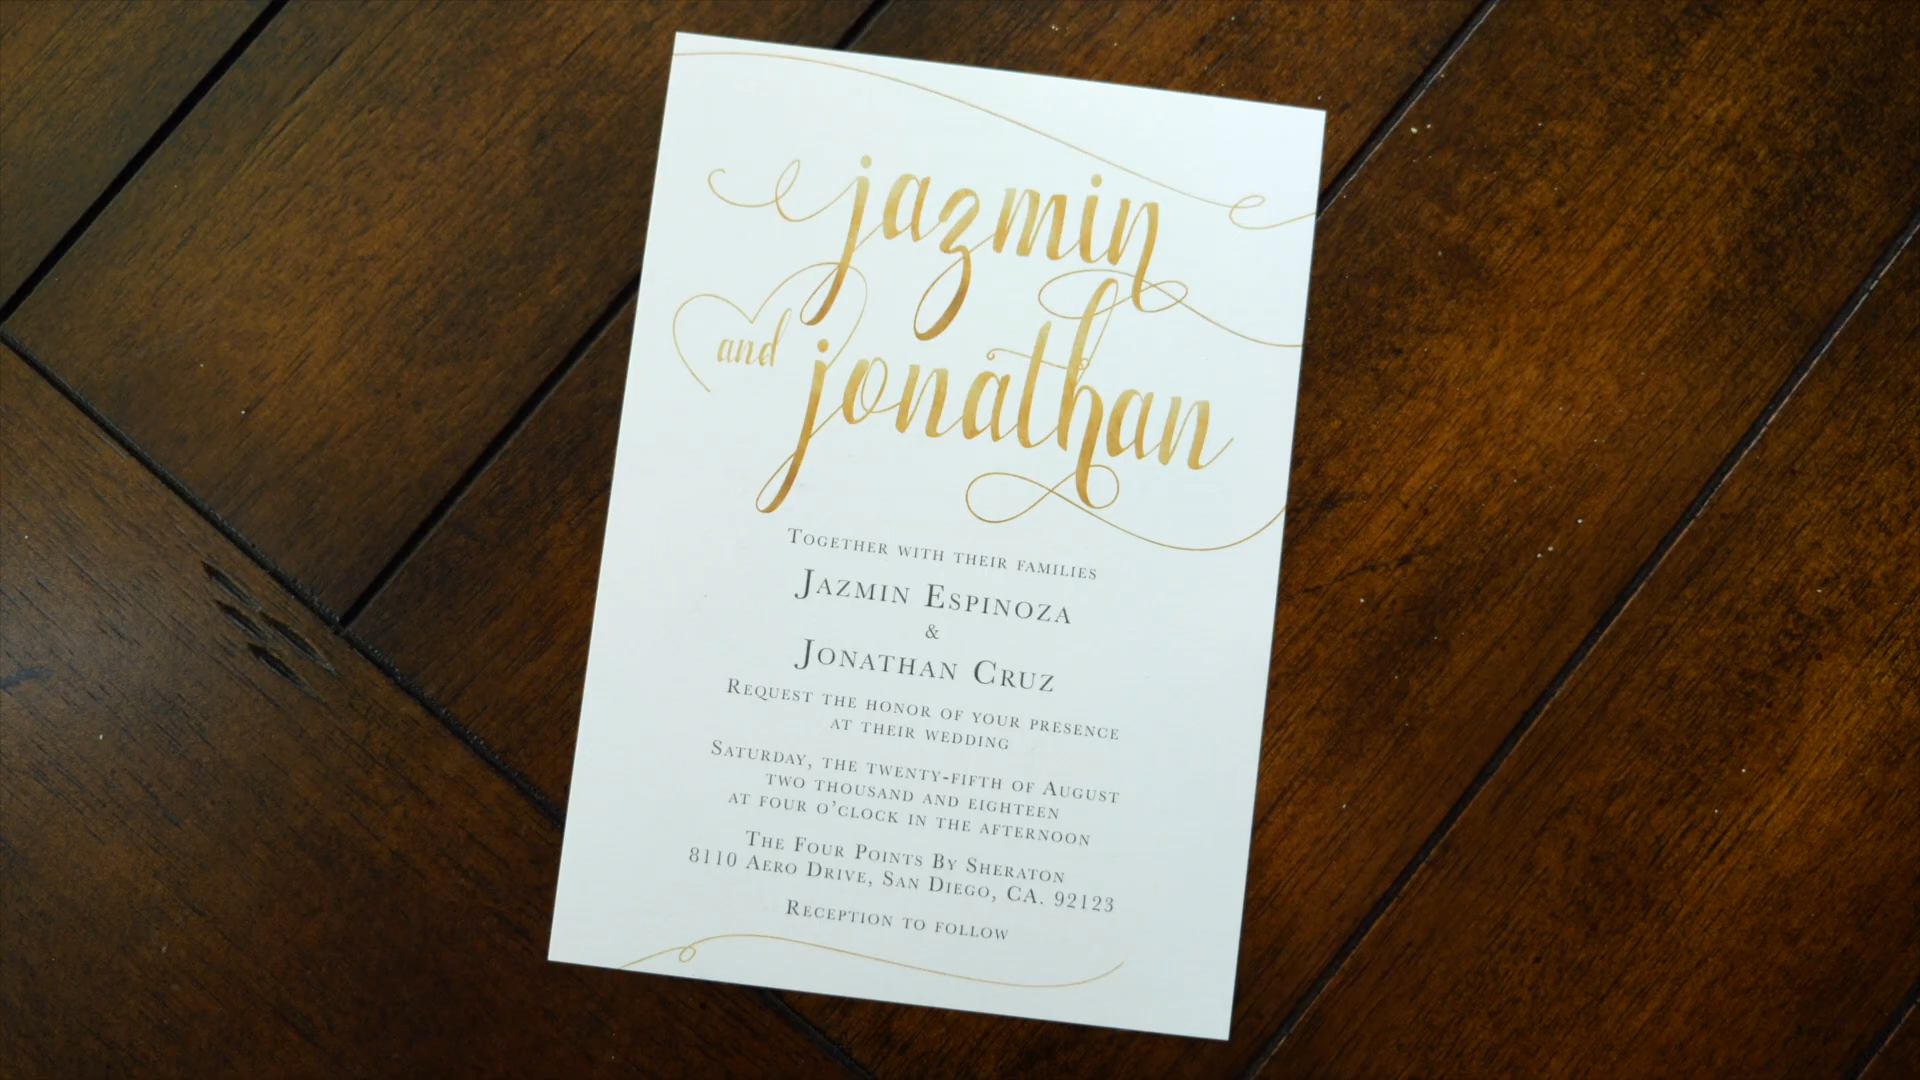 jazmin
and jonathan
Together with their families
Jazmin Espinoza
&
Jonathan Cruz
Request the honor of your presence
at their wedding
Saturday, the twenty-fifth of August
two thousand and eighteen
at four o'clock in the afternoon
The Four Points By Sheraton
8110 Aero Drive, San Diego, CA. 92123
Reception to follow